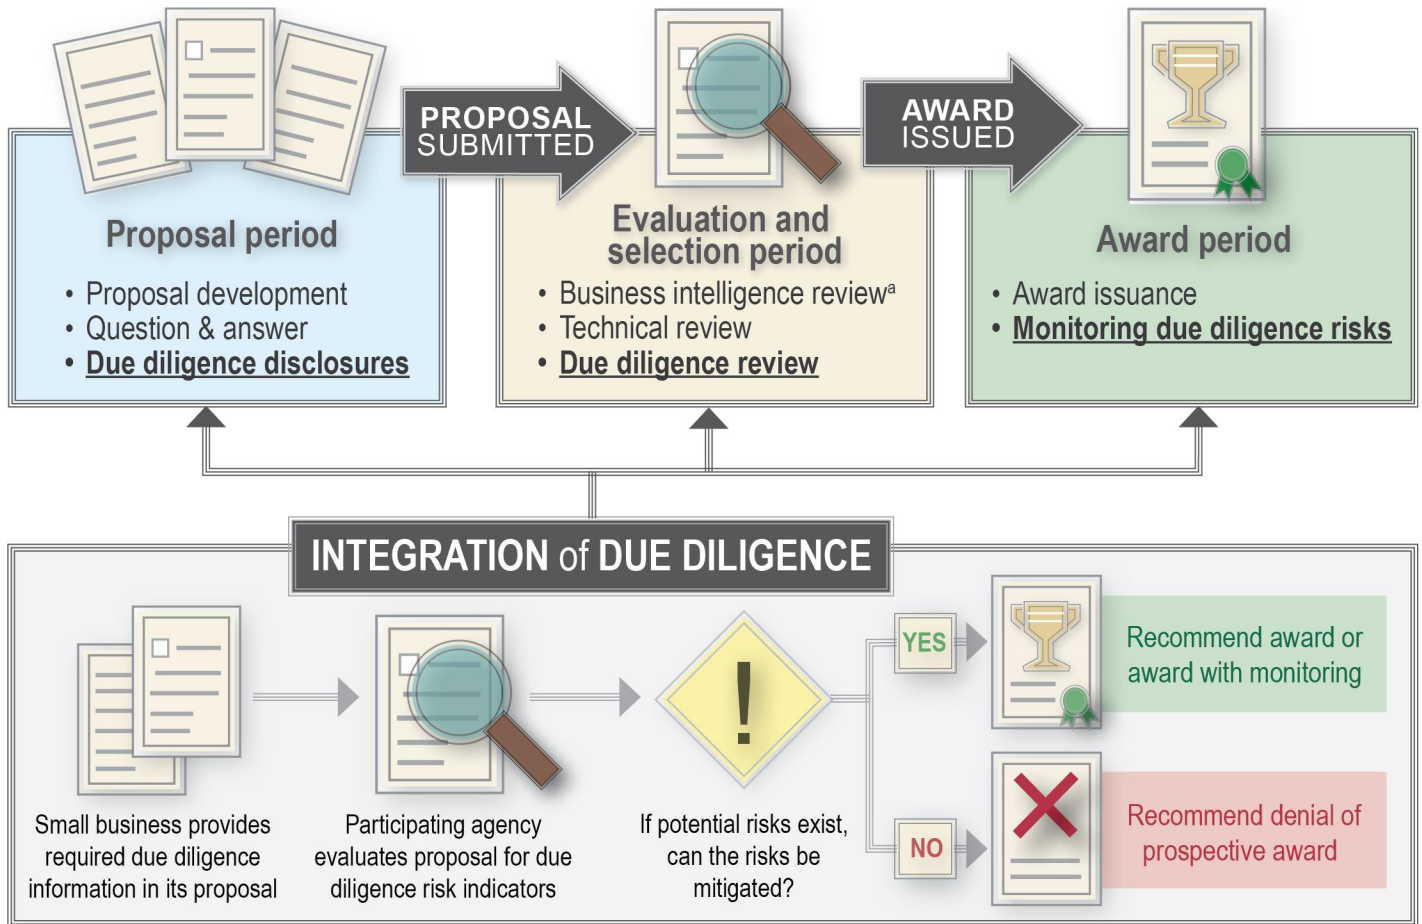 PROPOSAL
SUBMITTED
AWARD
ISSUED
Proposal period
• Proposal development
• Question & answer
• Due diligence disclosures
Evaluation and
selection period
• Business intelligence reviewᵃ
• Technical review
• Due diligence review
Award period
• Award issuance
• Monitoring due diligence risks
INTEGRATION of DUE DILIGENCE
Small business provides
required due diligence
information in its proposal
Participating agency
evaluates proposal for due
diligence risk indicators
!
If potential risks exist,
can the risks be
mitigated?
YES
Recommend award or
award with monitoring
NO
Recommend denial of
prospective award